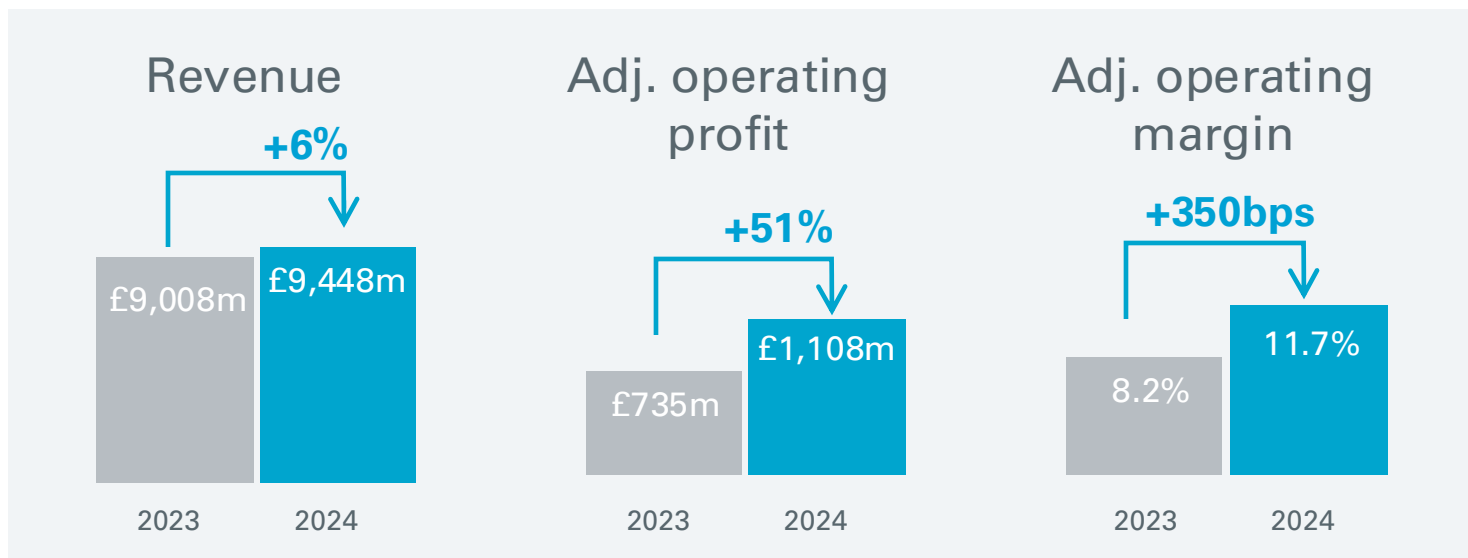 Revenue
+6%
£9,008m
£9,448m
2023
2024
Adj. operating
profit
+51%
£735m
£1,108m
2023
2024
Adj. operating
margin
+350bps
8.2%
11.7%
2023
2024